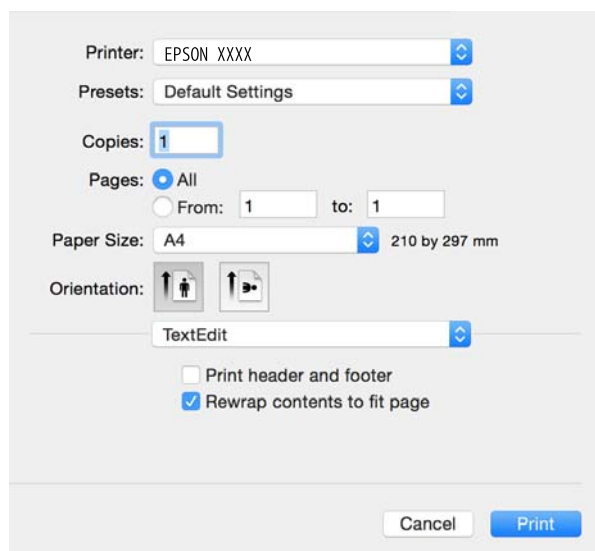 Printer: EPSON XXXX
Presets: Default Settings
Copies: 1
Pages: All
From: 1 to: 1
Paper Size: A4 210 by 297 mm
Orientation:
TextEdit
Print header and footer
Rewrap contents to fit page
Cancel Print